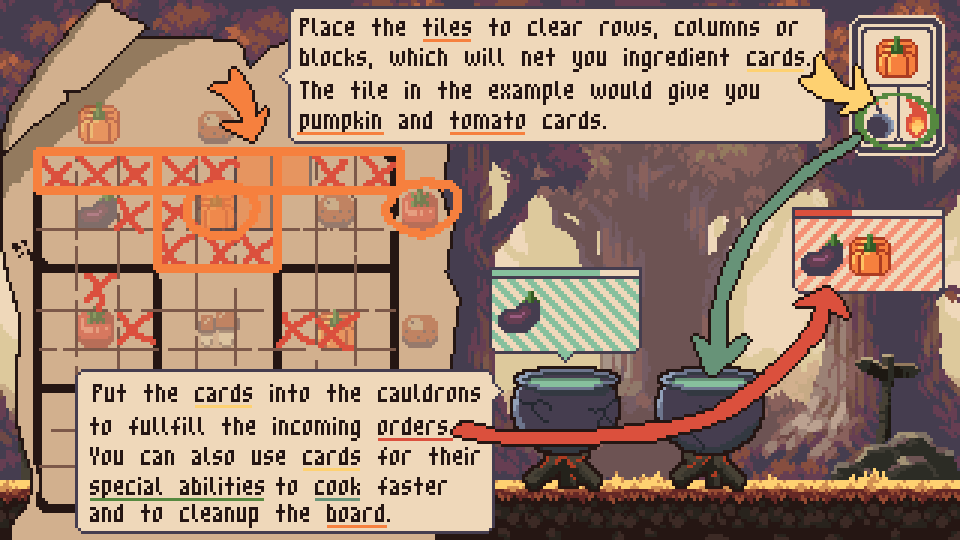 Place the tiles to clear rows, columns or
blocks, which will net you ingredient cards.
The tile in the example would give you
pumpkin and tomato cards.
Put the cards into the cauldrons
to fullfill the incoming orders.
You can also use cards for their
special abilities to cook faster
and to cleanup the board.